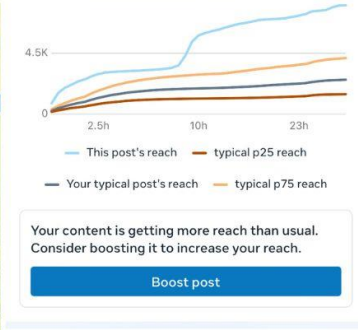 4.5K
0
2.5h 10h 23h
This post's reach typical p25 reach
Your typical post's reach typical p75 reach
Your content is getting more reach than usual.
Consider boosting it to increase your reach.
Boost post